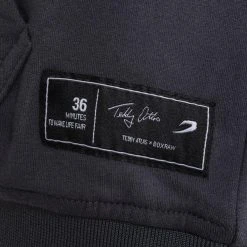 36
MINUTES
TO MAKE LIFE FAIR
Teddy Atlas
TEDDY ATLAS × BOXRAW